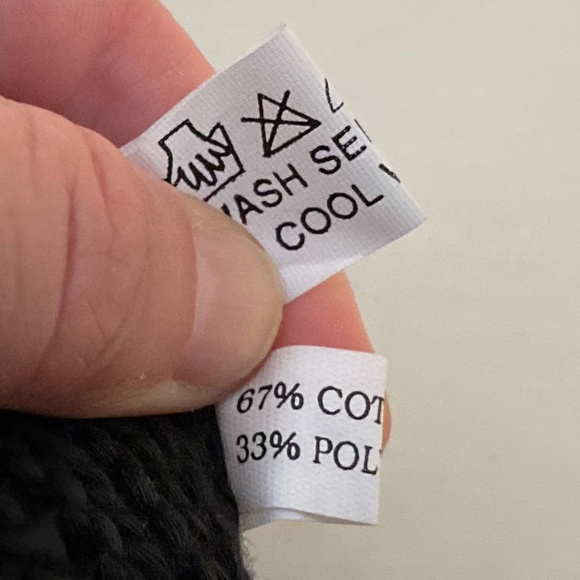 WASH SE
COOL
67% COT
33% POL